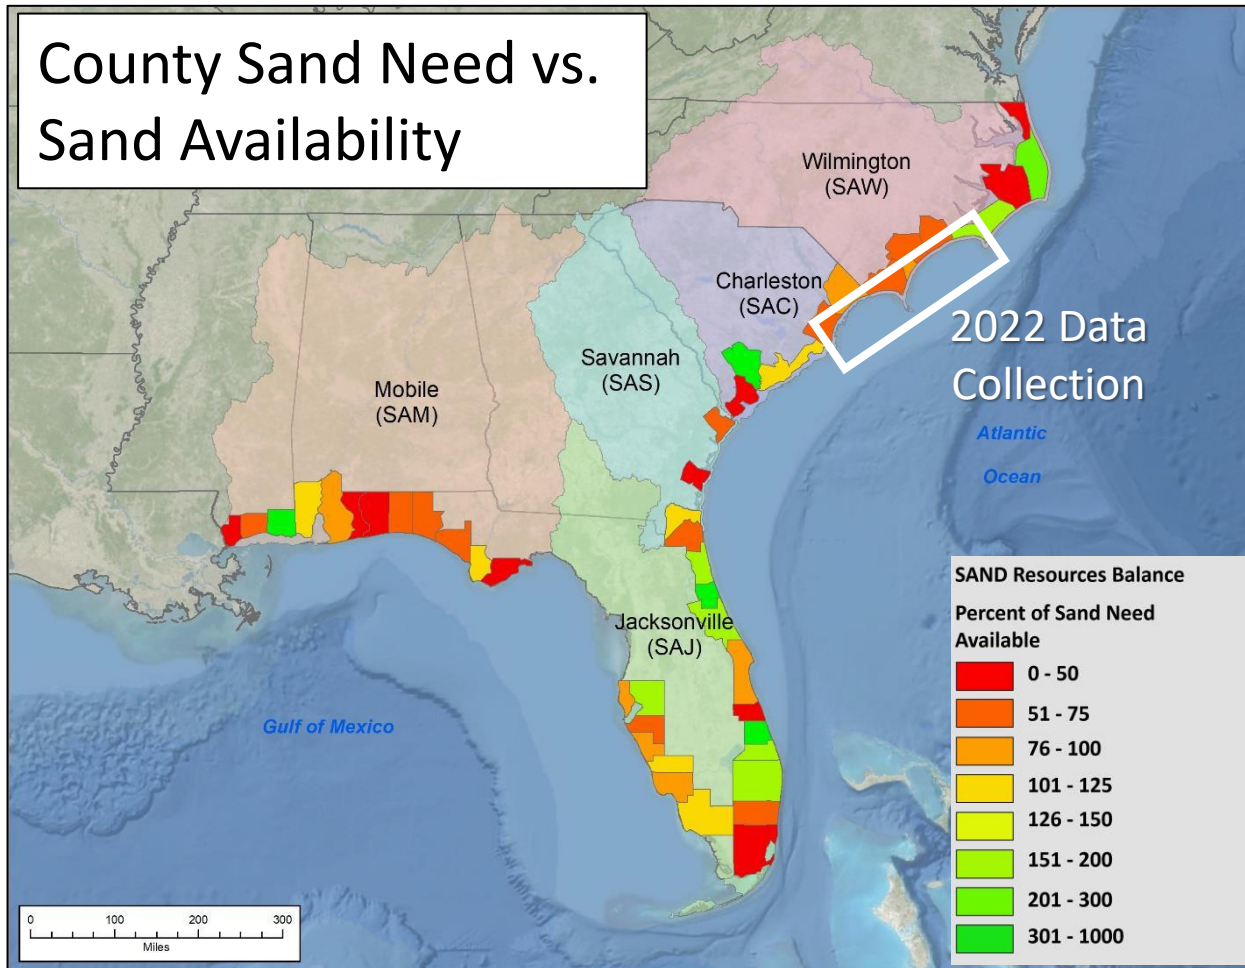 County Sand Need vs.
Sand Availability
Wilmington
(SAW)
Charleston
(SAC)
Savannah
(SAS)
Mobile
(SAM)
2022 Data
Collection
Atlantic
Ocean
Jacksonville
(SAJ)
Gulf of Mexico
SAND Resources Balance
Percent of Sand Need
Available
0 - 50
51 - 75
76 - 100
101 - 125
126 - 150
151 - 200
201 - 300
301 - 1000
0 100 200 300
Miles